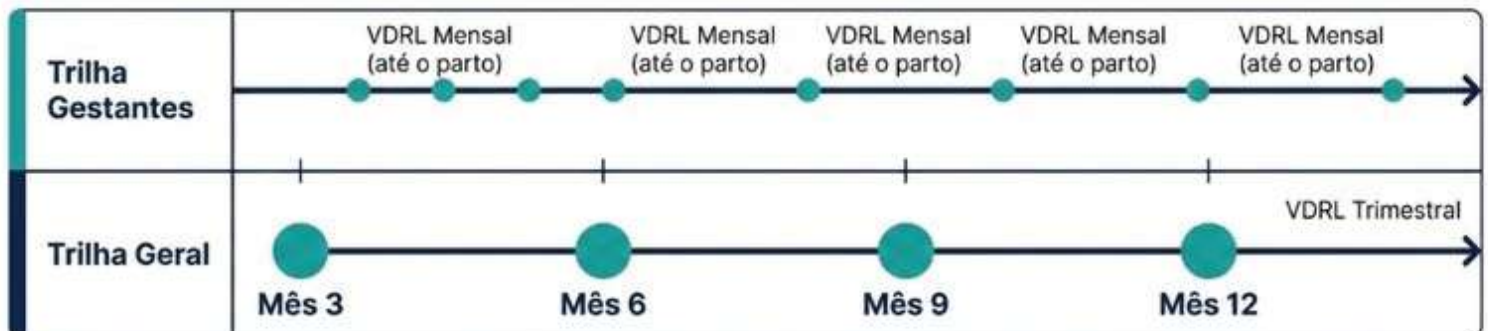 VDRL Mensal
(até o parto)
VDRL Mensal
(até o parto)
VDRL Mensal
(até o parto)
VDRL Mensal
(até o parto)
VDRL Mensal
(até o parto)
Trilha
Gestantes
VDRL Trimestral
Trilha Geral
Mês 3
Mês 6
Mês 9
Mês 12